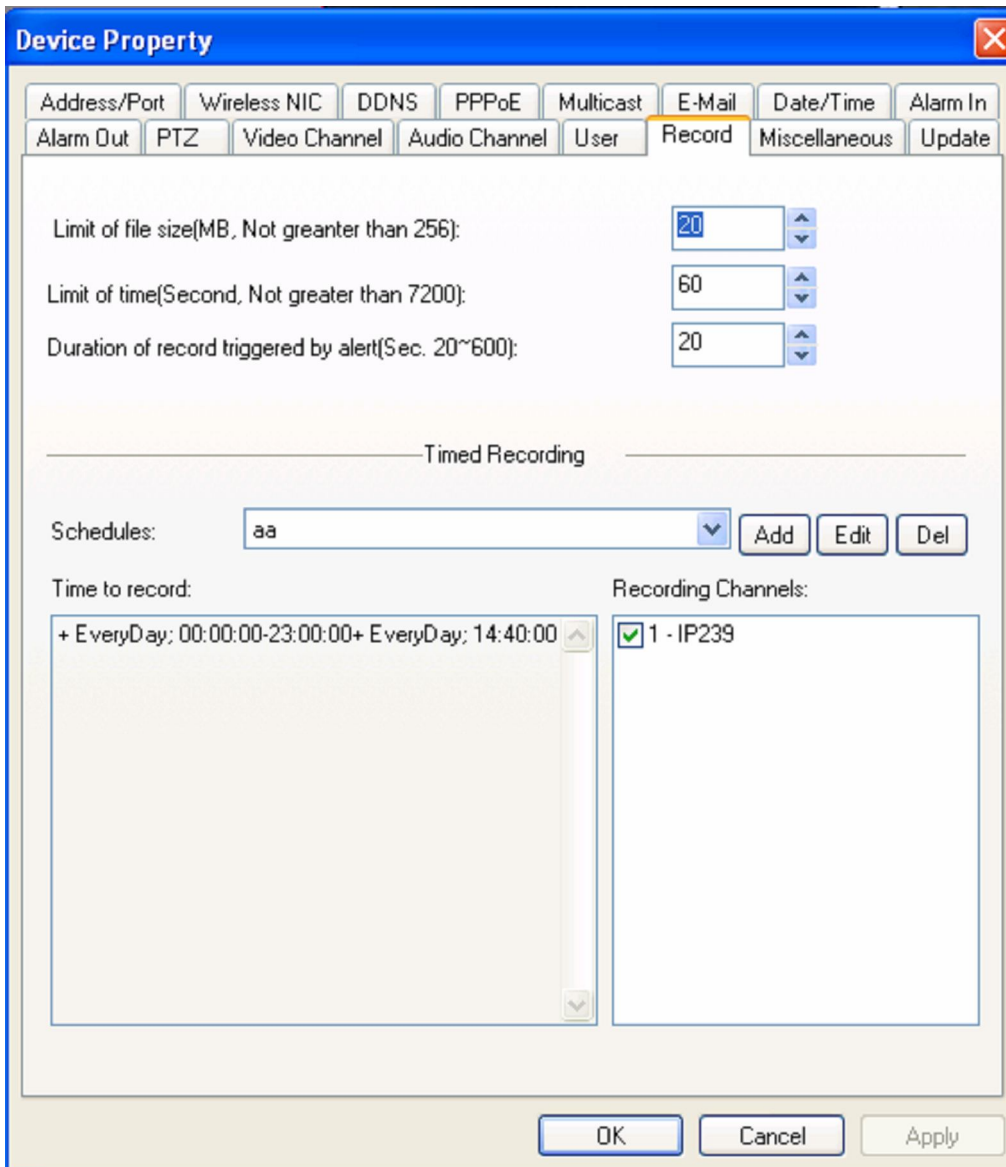 Device Property
Address/Port Wireless NIC DDNS PPPoE Multicast E-Mail Date/Time Alarm In
Alarm Out PTZ Video Channel Audio Channel User Record Miscellaneous Update
Limit of file size(MB, Not greanter than 256): 20
Limit of time(Second, Not greater than 7200): 60
Duration of record triggered by alert(Sec. 20~600): 20
Timed Recording
Schedules: aa Add Edit Del
Time to record: Recording Channels:
+ EveryDay; 00:00:00-23:00:00+ EveryDay; 14:40:00 1 - IP239
OK Cancel Apply